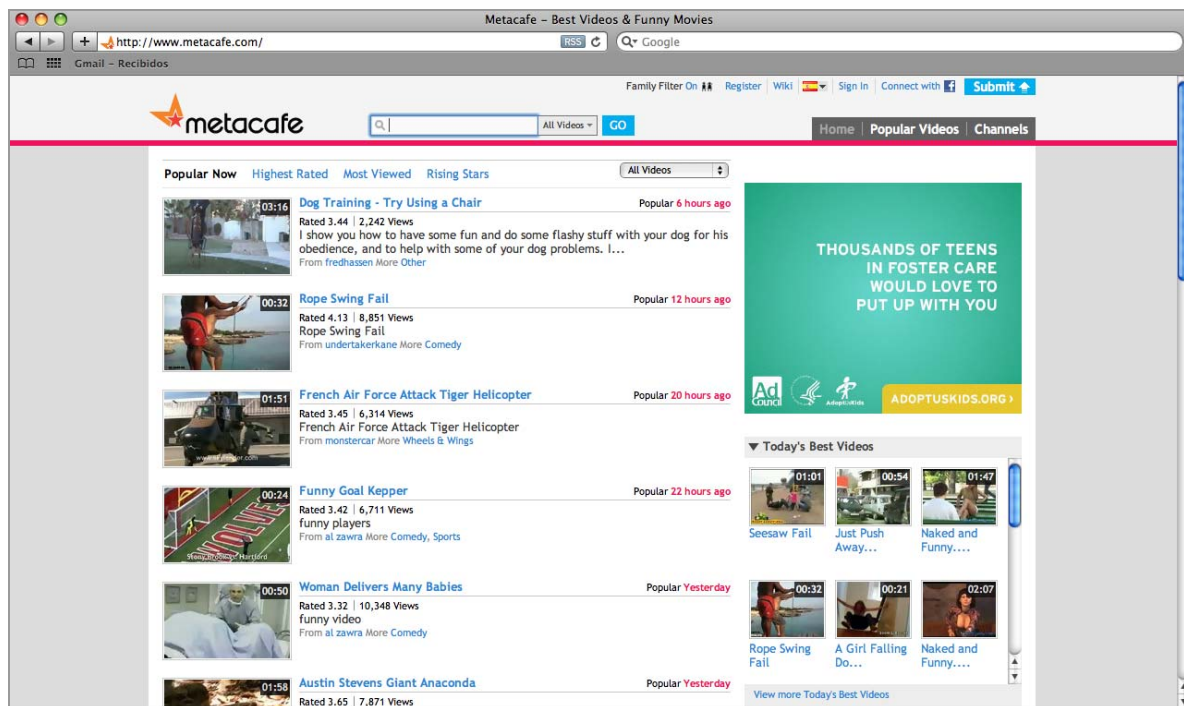 Metacafe – Best Videos & Funny Movies
http://www.metacafe.com/
RSS
Google
Gmail – Recibidos
Family Filter On
Register
Wiki
Sign In
Connect with
Submit
metacafe
All Videos
GO
Home
Popular Videos
Channels
Popular Now
Highest Rated
Most Viewed
Rising Stars
All Videos
03:16
Dog Training - Try Using a Chair
Popular 6 hours ago
Rated 3.44 | 2,242 Views
I show you how to have some fun and do some flashy stuff with your dog for his
obedience, and to help with some of your dog problems. I...
From fredhassen More Other
00:32
Rope Swing Fail
Popular 12 hours ago
Rated 4.13 | 8,851 Views
Rope Swing Fail
From undertakerkane More Comedy
01:51
French Air Force Attack Tiger Helicopter
Popular 20 hours ago
Rated 3.45 | 6,314 Views
French Air Force Attack Tiger Helicopter
From monstercar More Wheels & Wings
00:24
WOLVES
Funny Goal Kepper
Popular 22 hours ago
Rated 3.42 | 6,711 Views
funny players
From al zawra More Comedy, Sports
00:50
Woman Delivers Many Babies
Popular Yesterday
Rated 3.32 | 10,348 Views
funny video
From al zawra More Comedy
01:58
Austin Stevens Giant Anaconda
Popular Yesterday
Rated 3.65 | 7,871 Views
THOUSANDS OF TEENS
IN FOSTER CARE
WOULD LOVE TO
PUT UP WITH YOU
Ad
Council
AdoptUsKids
ADOPTUSKIDS.ORG ›
Today's Best Videos
01:01
00:54
01:47
Seesaw Fail
Just Push
Away...
Naked and
Funny....
00:32
00:21
02:07
Rope Swing
Fail
A Girl Falling
Do...
Naked and
Funny....
View more Today's Best Videos